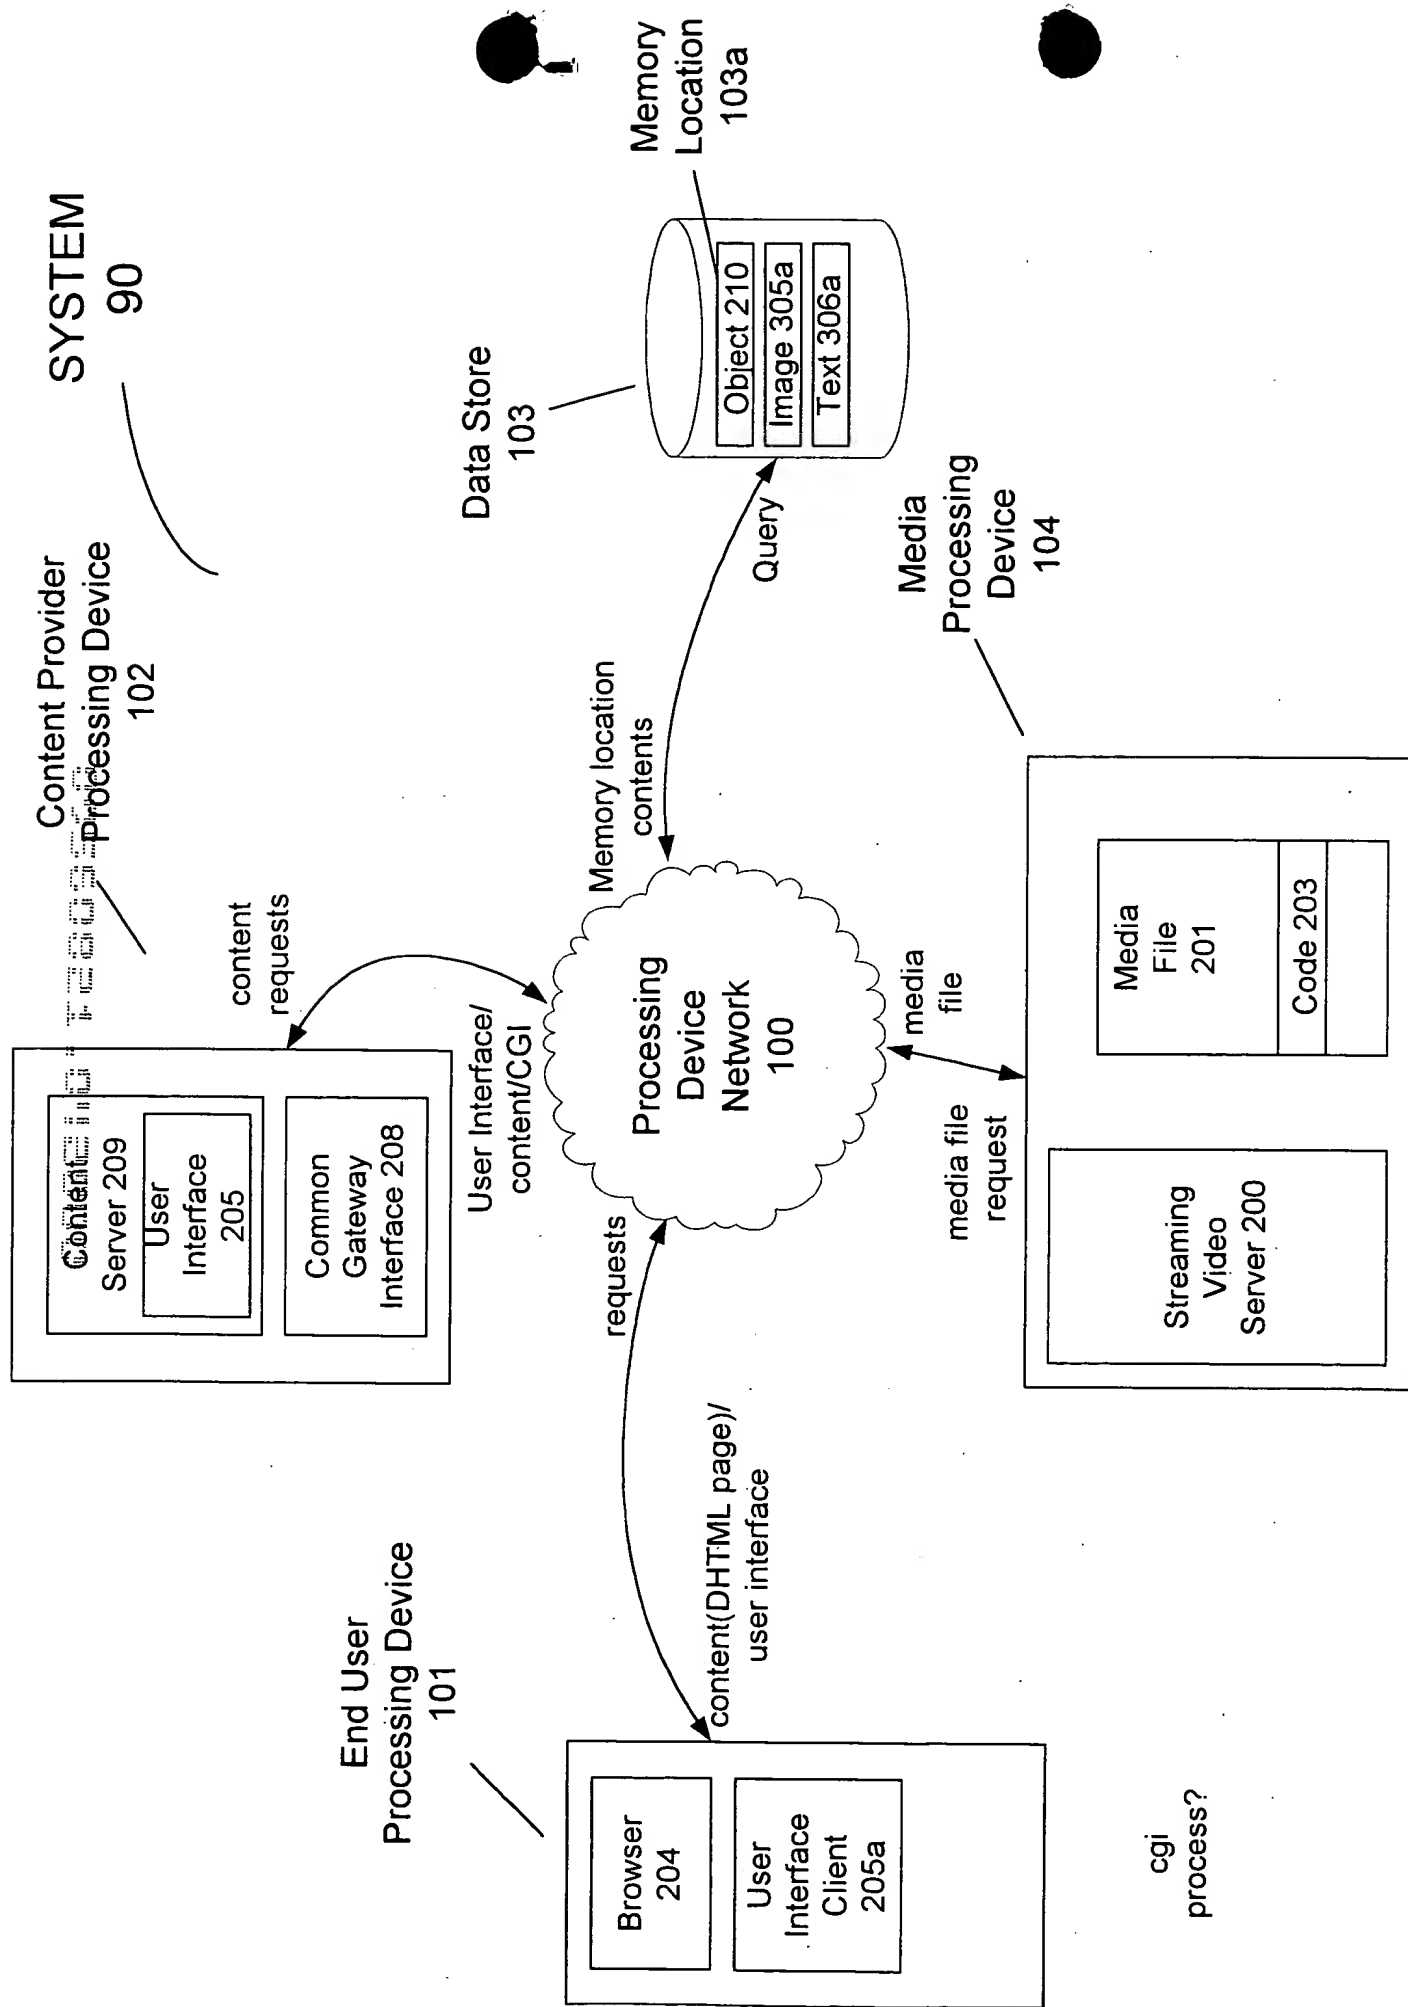 SYSTEM
90
Content Provider
Processing Device
102
Content
Server 209
User
Interface
205
Common
Gateway
Interface 208
content
requests
User Interface/
content/CGI
End User
Processing Device
101
Browser
204
User
Interface
Client
205a
requests
content(DHTML page)/
user interface
Processing
Device
Network
100
Memory location
contents
Query
Data Store
103
Memory
Location
103a
Object 210
Image 305a
Text 306a
Media
Processing
Device
104
media
file
media file
request
Streaming
Video
Server 200
Media
File
201
Code 203
cgi
process?